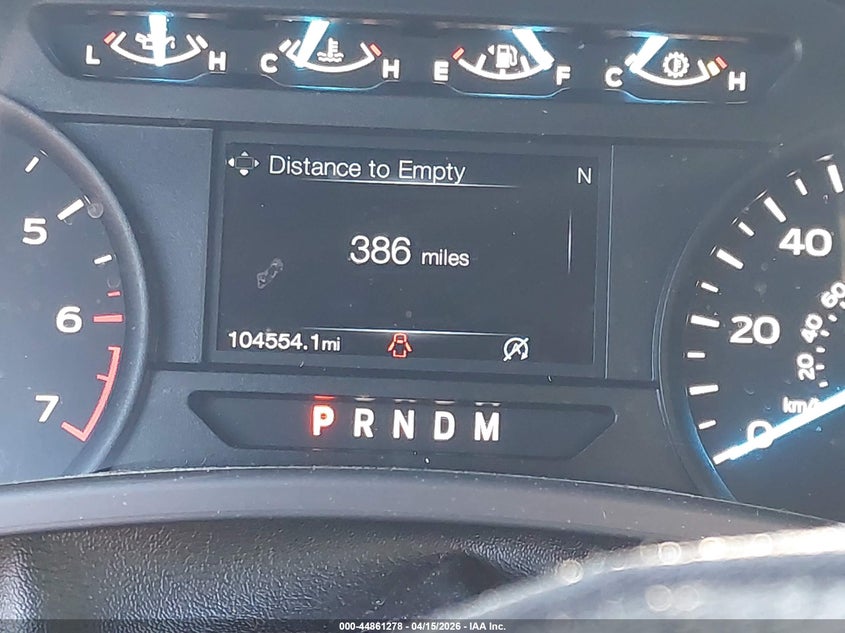 L H C H E F C H
Distance to Empty N
386 miles
104554.1mi
P R N D M
5
6
7
40
20
0
60
40
20
km/h
000-44861278 - 04/15/2026 - IAA Inc.